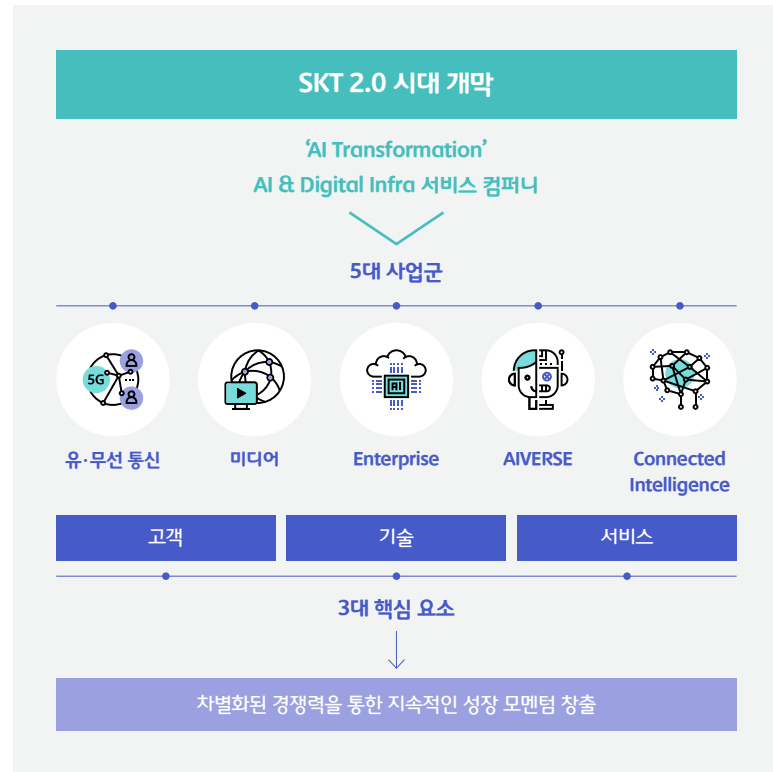 SKT 2.0 시대 개막
‘AI Transformation’
AI & Digital Infra 서비스 컴퍼니
5대 사업군
5G
AI
유·무선 통신
미디어
Enterprise
AIVERSE
Connected
Intelligence
고객
기술
서비스
3대 핵심 요소
차별화된 경쟁력을 통한 지속적인 성장 모멘텀 창출